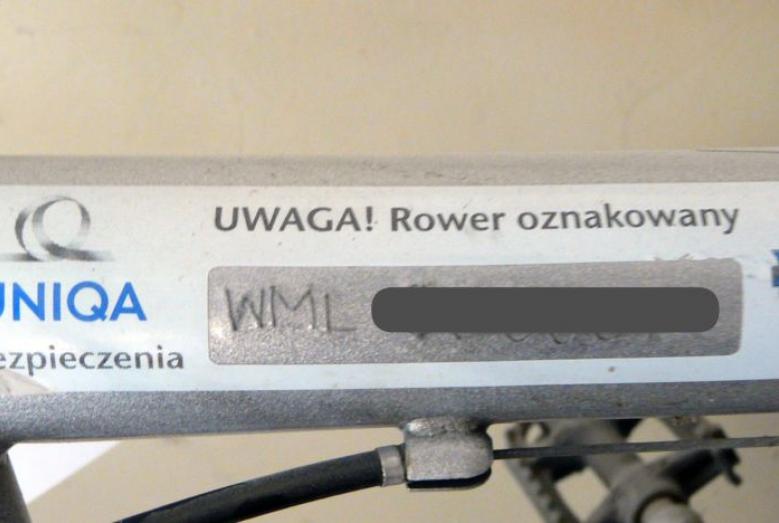 UWAGA! Rower oznakowany
UNIQA
WML
ezpieczenia